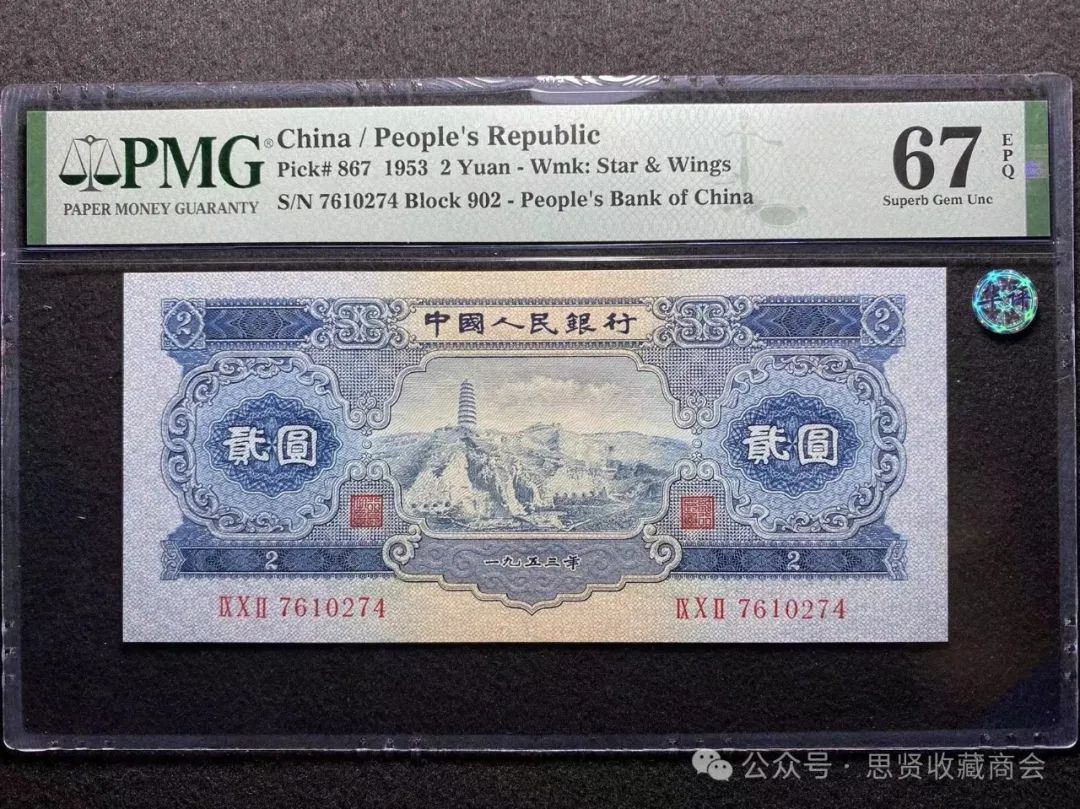 PMG®
PAPER MONEY GUARANTY
China / People's Republic
Pick# 867 1953 2 Yuan - Wmk: Star & Wings
S/N 7610274 Block 902 - People's Bank of China
67
EPQ
Superb Gem Unc
2
中國人民銀行
2
貳圓
貳圓
2
一九五三年
2
ⅨⅩⅡ 7610274
ⅨⅩⅡ 7610274
公众号 · 思贤收藏商会